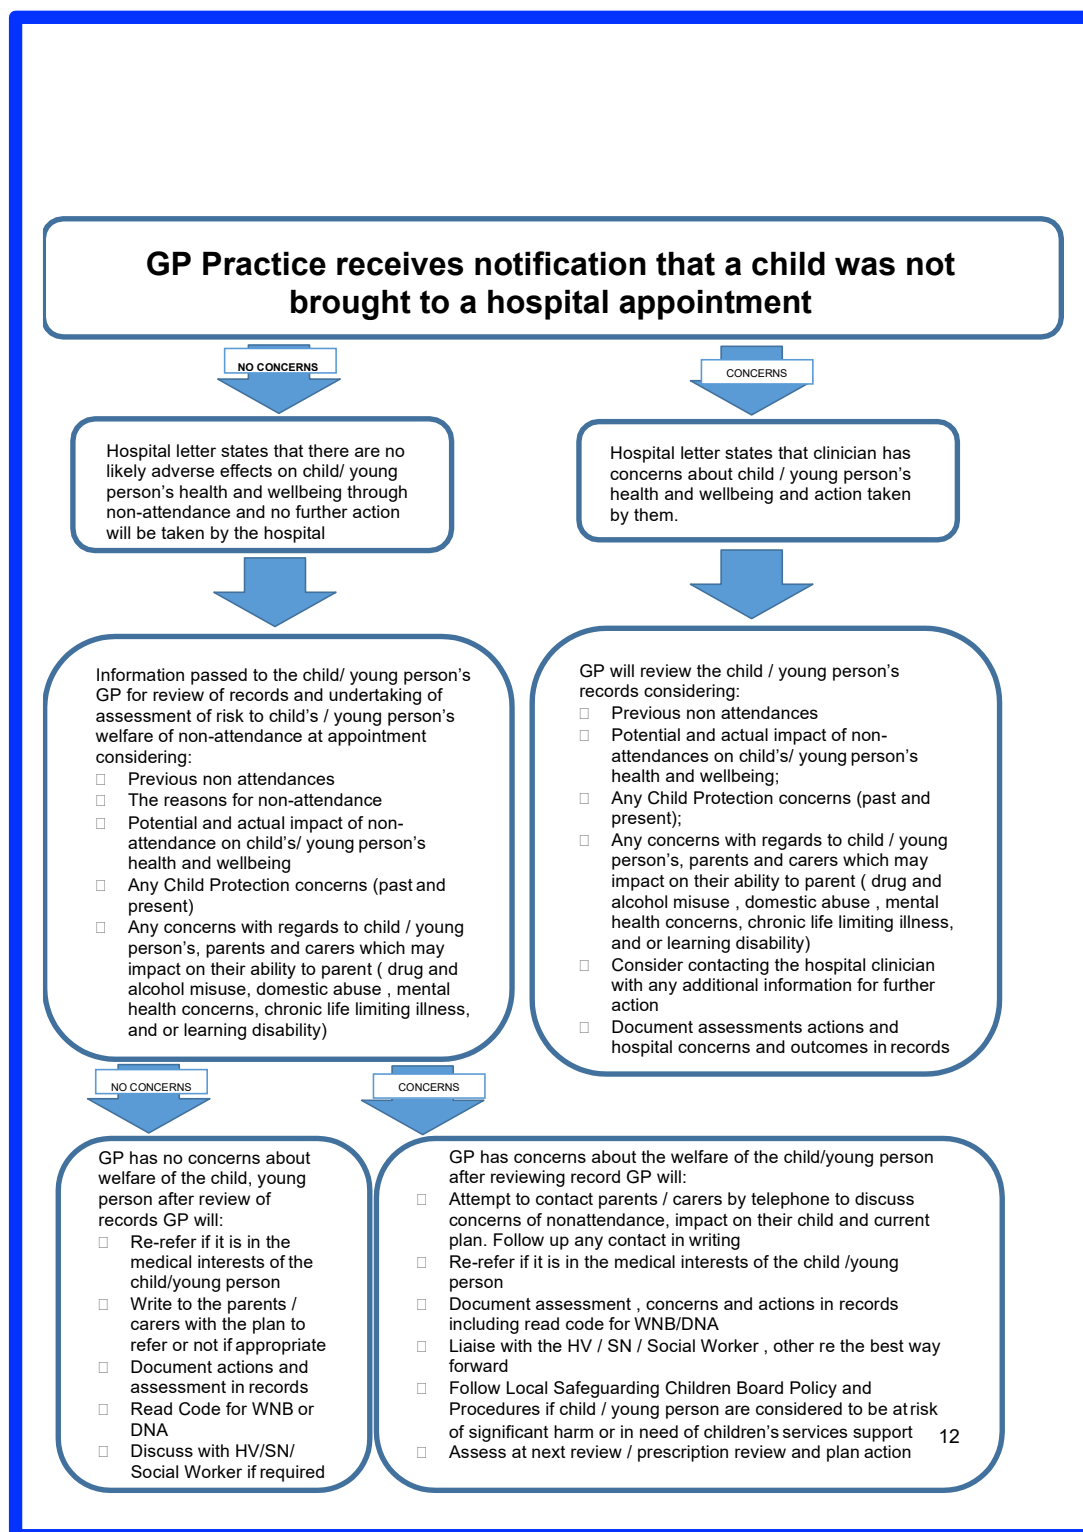 GP Practice receives notification that a child was not
brought to a hospital appointment
NO CONCERNS
CONCERNS
Hospital letter states that there are no
likely adverse effects on child/ young
person’s health and wellbeing through
non-attendance and no further action
will be taken by the hospital
Hospital letter states that clinician has
concerns about child / young person’s
health and wellbeing and action taken
by them.
Information passed to the child/ young person’s
GP for review of records and undertaking of
assessment of risk to child’s / young person’s
welfare of non-attendance at appointment
considering:
Previous non attendances
The reasons for non-attendance
Potential and actual impact of non-
attendance on child’s/ young person’s
health and wellbeing
Any Child Protection concerns (past and
present)
Any concerns with regards to child / young
person’s, parents and carers which may
impact on their ability to parent ( drug and
alcohol misuse, domestic abuse , mental
health concerns, chronic life limiting illness,
and or learning disability)
GP will review the child / young person’s
records considering:
Previous non attendances
Potential and actual impact of non-
attendances on child’s/ young person’s
health and wellbeing;
Any Child Protection concerns (past and
present);
Any concerns with regards to child / young
person’s, parents and carers which may
impact on their ability to parent ( drug and
alcohol misuse , domestic abuse , mental
health concerns, chronic life limiting illness,
and or learning disability)
Consider contacting the hospital clinician
with any additional information for further
action
Document assessments actions and
hospital concerns and outcomes in records
NO CONCERNS
CONCERNS
GP has no concerns about
welfare of the child, young
person after review of
records GP will:
Re-refer if it is in the
medical interests of the
child/young person
Write to the parents /
carers with the plan to
refer or not if appropriate
Document actions and
assessment in records
Read Code for WNB or
DNA
Discuss with HV/SN/
Social Worker if required
GP has concerns about the welfare of the child/young person
after reviewing record GP will:
Attempt to contact parents / carers by telephone to discuss
concerns of nonattendance, impact on their child and current
plan. Follow up any contact in writing
Re-refer if it is in the medical interests of the child /young
person
Document assessment , concerns and actions in records
including read code for WNB/DNA
Liaise with the HV / SN / Social Worker , other re the best way
forward
Follow Local Safeguarding Children Board Policy and
Procedures if child / young person are considered to be at risk
of significant harm or in need of children’s services support
Assess at next review / prescription review and plan action
12